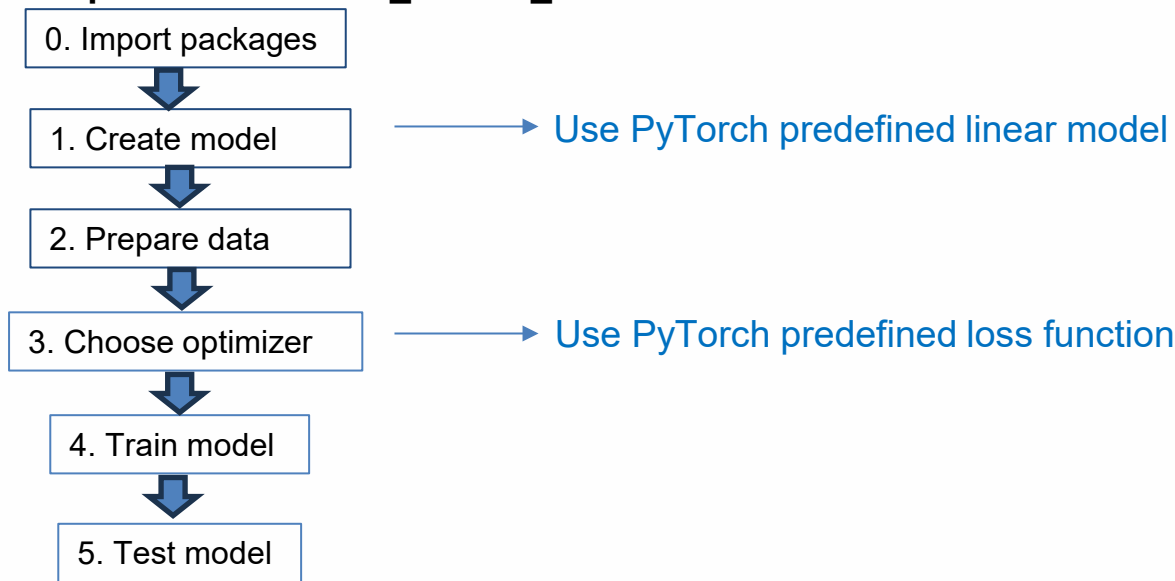 0. Import packages
1. Create model
Use PyTorch predefined linear model
2. Prepare data
3. Choose optimizer
Use PyTorch predefined loss function
4. Train model
5. Test model